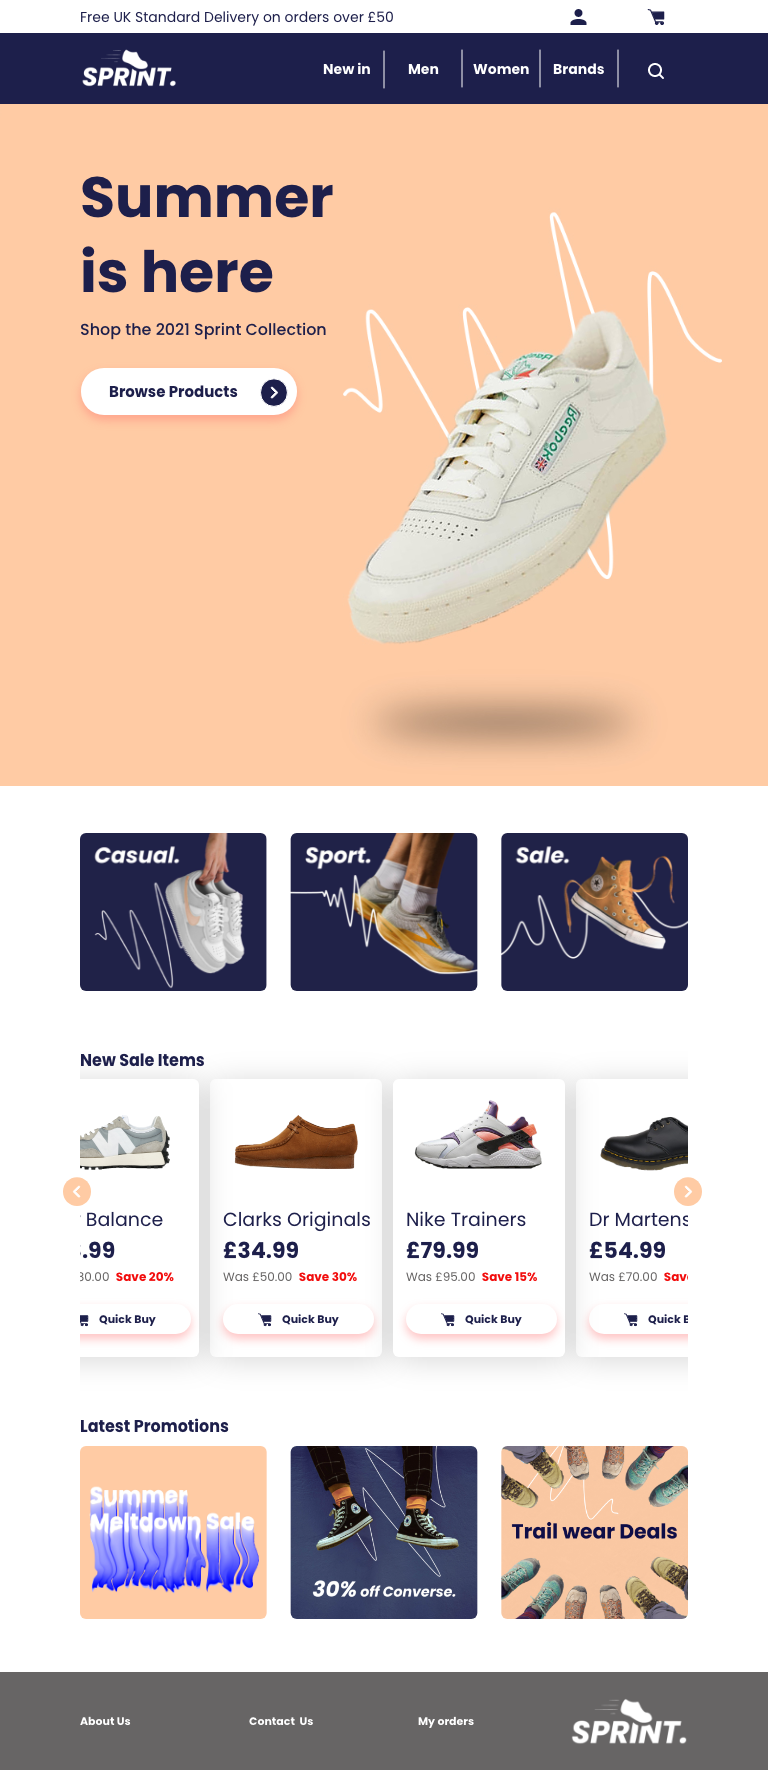 Free UK Standard Delivery on orders over £50
SPRINT.
New in
Men
Women
Brands
Summer
is here
Shop the 2021 Sprint Collection
Browse Products
Reebok
Reebok
Casual.
Sport.
Sale.
New Sale Items
Balance
.99
Save 20%
Quick Buy
Clarks Originals
£34.99
Was £50.00 Save 30%
Quick Buy
Nike Trainers
£79.99
Was £95.00 Save 15%
Quick Buy
Dr Martens
£54.99
Was £70.00
Quick
Latest Promotions
Summer
Meltdown Sale
30% off Converse.
Trail wear Deals
About Us
Contact Us
My orders
SPRINT.